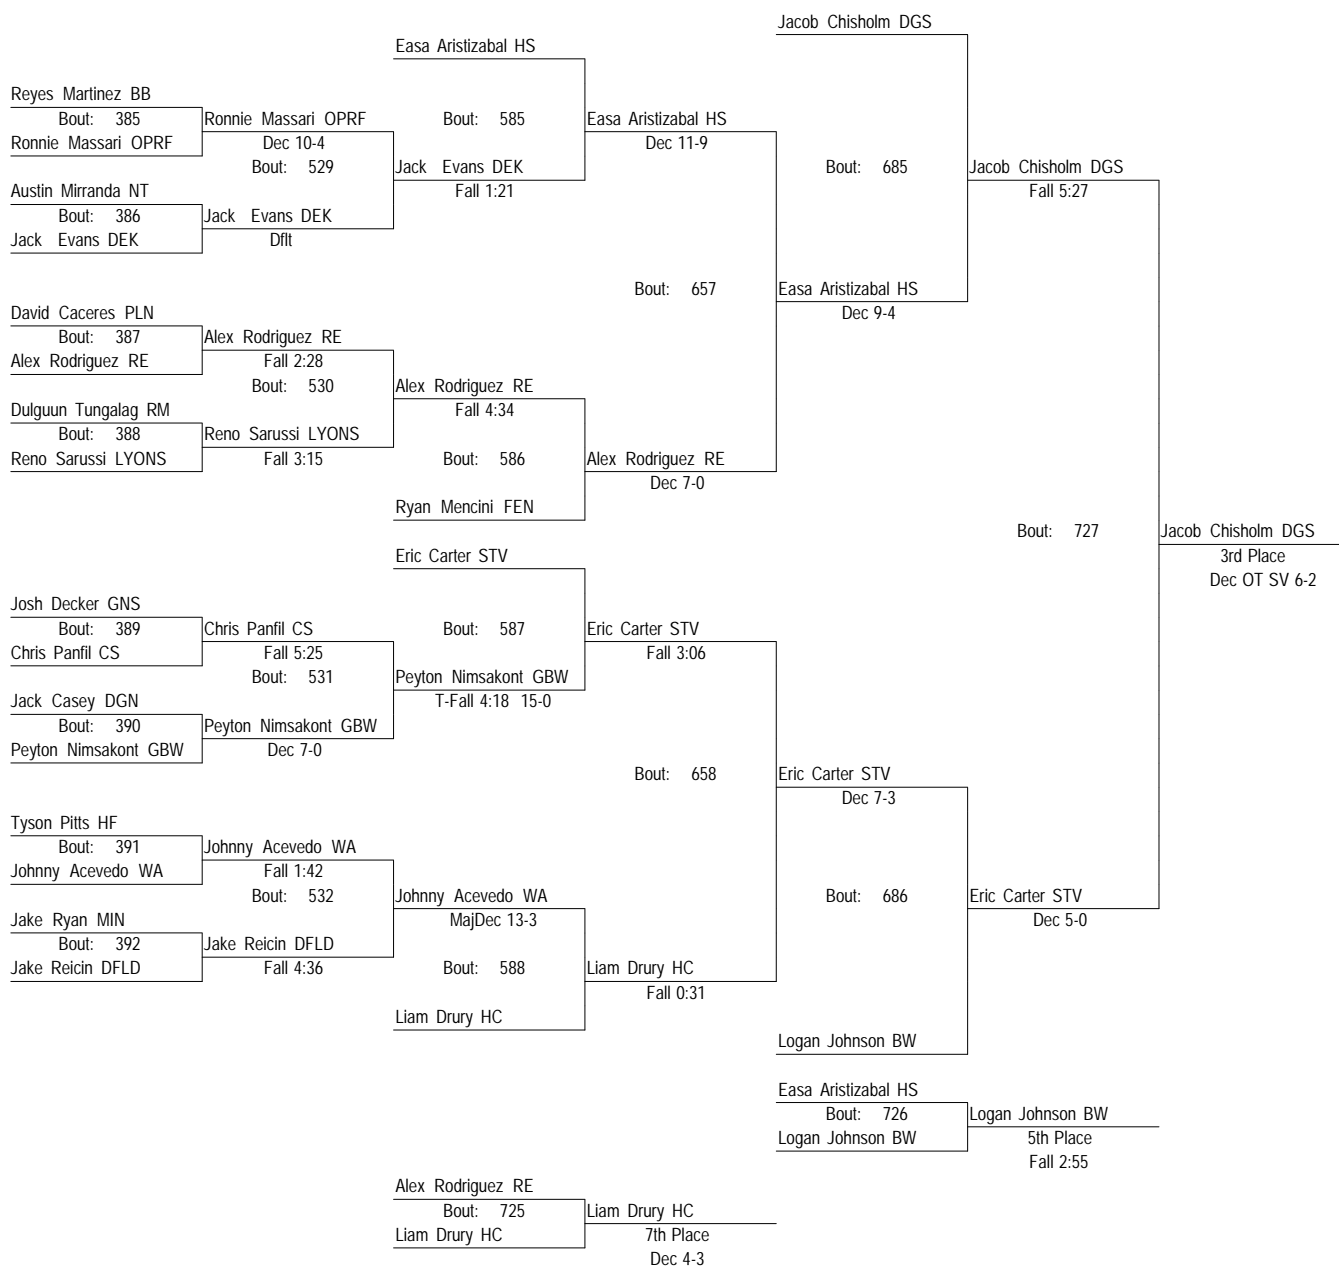 Jacob Chisholm DGS
Easa Aristizabal HS
Reyes Martinez BB
Bout: 385
Ronnie Massari OPRF
Ronnie Massari OPRF
Dec 10-4
Bout: 529
Austin Mirranda NT
Bout: 386
Jack Evans DEK
Jack Evans DEK
Dflt
Bout: 585
Jack Evans DEK
Fall 1:21
Easa Aristizabal HS
Dec 11-9
Bout: 685
Jacob Chisholm DGS
Fall 5:27
Bout: 657
Easa Aristizabal HS
Dec 9-4
David Caceres PLN
Bout: 387
Alex Rodriguez RE
Alex Rodriguez RE
Fall 2:28
Bout: 530
Dulguun Tungalag RM
Bout: 388
Reno Sarussi LYONS
Reno Sarussi LYONS
Fall 3:15
Alex Rodriguez RE
Fall 4:34
Bout: 586
Ryan Mencini FEN
Alex Rodriguez RE
Dec 7-0
Bout: 727
Jacob Chisholm DGS
3rd Place
Dec OT SV 6-2
Eric Carter STV
Josh Decker GNS
Bout: 389
Chris Panfil CS
Chris Panfil CS
Fall 5:25
Bout: 531
Jack Casey DGN
Bout: 390
Peyton Nimsakont GBW
Peyton Nimsakont GBW
Dec 7-0
Bout: 587
Peyton Nimsakont GBW
T-Fall 4:18 15-0
Eric Carter STV
Fall 3:06
Bout: 658
Eric Carter STV
Dec 7-3
Tyson Pitts HF
Bout: 391
Johnny Acevedo WA
Johnny Acevedo WA
Fall 1:42
Bout: 532
Jake Ryan MIN
Bout: 392
Jake Reicin DFLD
Jake Reicin DFLD
Fall 4:36
Johnny Acevedo WA
MajDec 13-3
Bout: 588
Liam Drury HC
Liam Drury HC
Fall 0:31
Bout: 686
Eric Carter STV
Dec 5-0
Logan Johnson BW
Easa Aristizabal HS
Bout: 726
Logan Johnson BW
Logan Johnson BW
5th Place
Fall 2:55
Alex Rodriguez RE
Bout: 725
Liam Drury HC
Liam Drury HC
7th Place
Dec 4-3